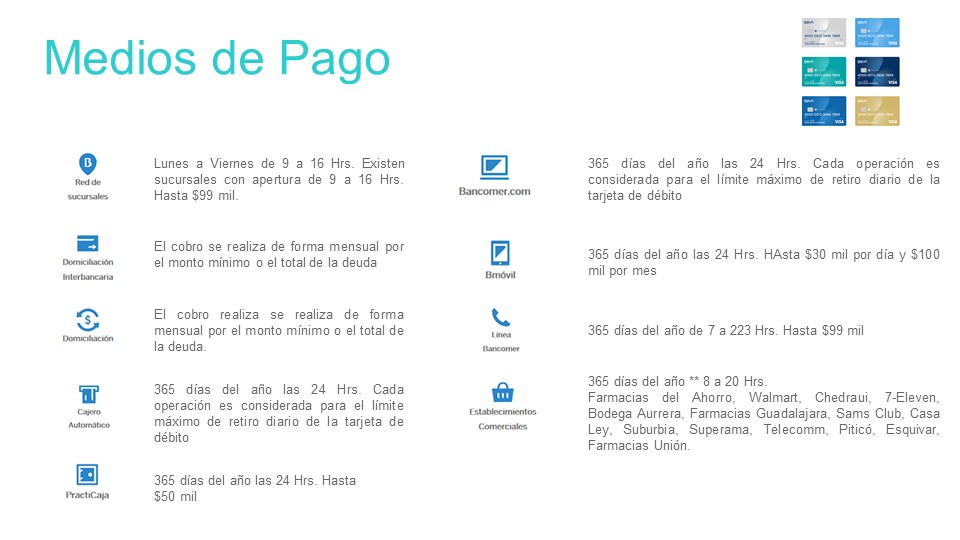 Medios de Pago
Red de
sucursales
Lunes a Viernes de 9 a 16 Hrs. Existen
sucursales con apertura de 9 a 16 Hrs.
Hasta $99 mil.
Domiciliación
Interbancaria
El cobro se realiza de forma mensual por
el monto mínimo o el total de la deuda
Domiciliación
El cobro realiza se realiza de forma
mensual por el monto mínimo o el total de
la deuda.
Cajero
Automático
365 días del año las 24 Hrs. Cada
operación es considerada para el límite
máximo de retiro diario de la tarjeta de
débito
PractiCaja
365 días del año las 24 Hrs. Hasta
$50 mil
Bancomer.com
365 días del año las 24 Hrs. Cada operación es
considerada para el límite máximo de retiro diario de la
tarjeta de débito
Bmóvil
365 días del año las 24 Hrs. HAsta $30 mil por día y $100
mil por mes
Línea
Bancomer
365 días del año de 7 a 223 Hrs. Hasta $99 mil
Establecimientos
Comerciales
365 días del año ** 8 a 20 Hrs.
Farmacias del Ahorro, Walmart, Chedraui, 7-Eleven,
Bodega Aurrera, Farmacias Guadalajara, Sams Club, Casa
Ley, Suburbia, Superama, Telecomm, Piticó, Esquivar,
Farmacias Unión.